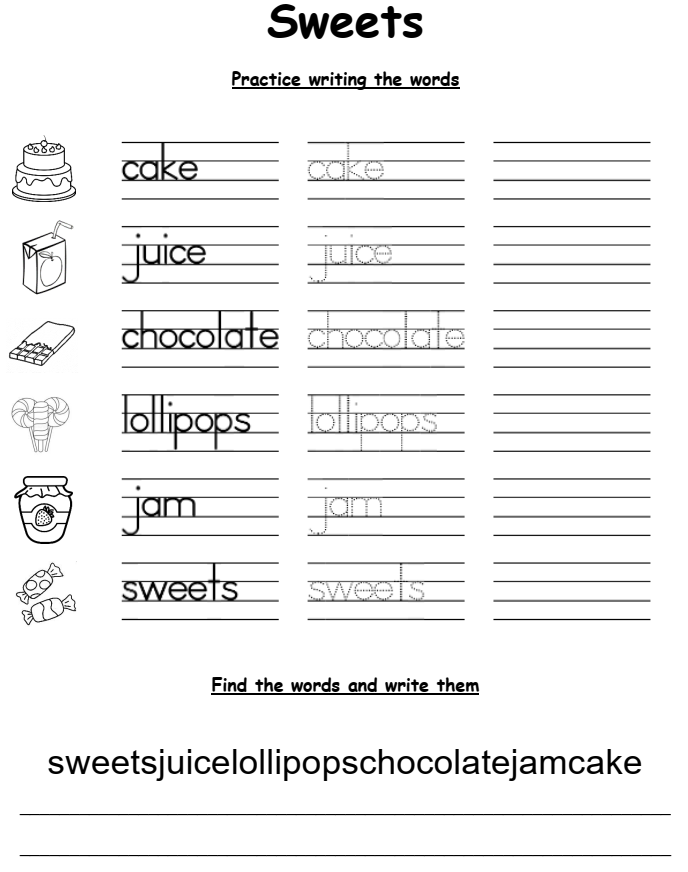 Sweets
Practice writing the words
cake cake
juice juice
chocolate chocolate
lollipops lollipops
jam jam
sweets sweets
Find the words and write them
sweetsjuicelollipopschocolatejamcake